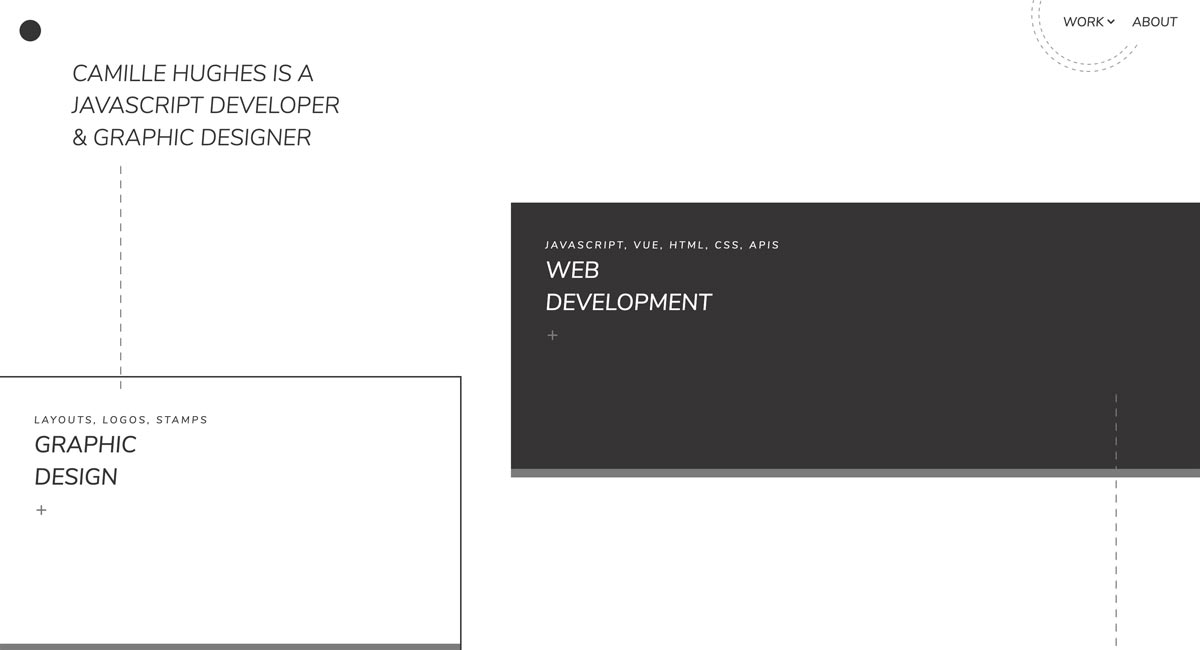 WORK
ABOUT
CAMILLE HUGHES IS A
JAVASCRIPT DEVELOPER
& GRAPHIC DESIGNER
JAVASCRIPT, VUE, HTML, CSS, APIS
WEB
DEVELOPMENT
+
LAYOUTS, LOGOS, STAMPS
GRAPHIC
DESIGN
+